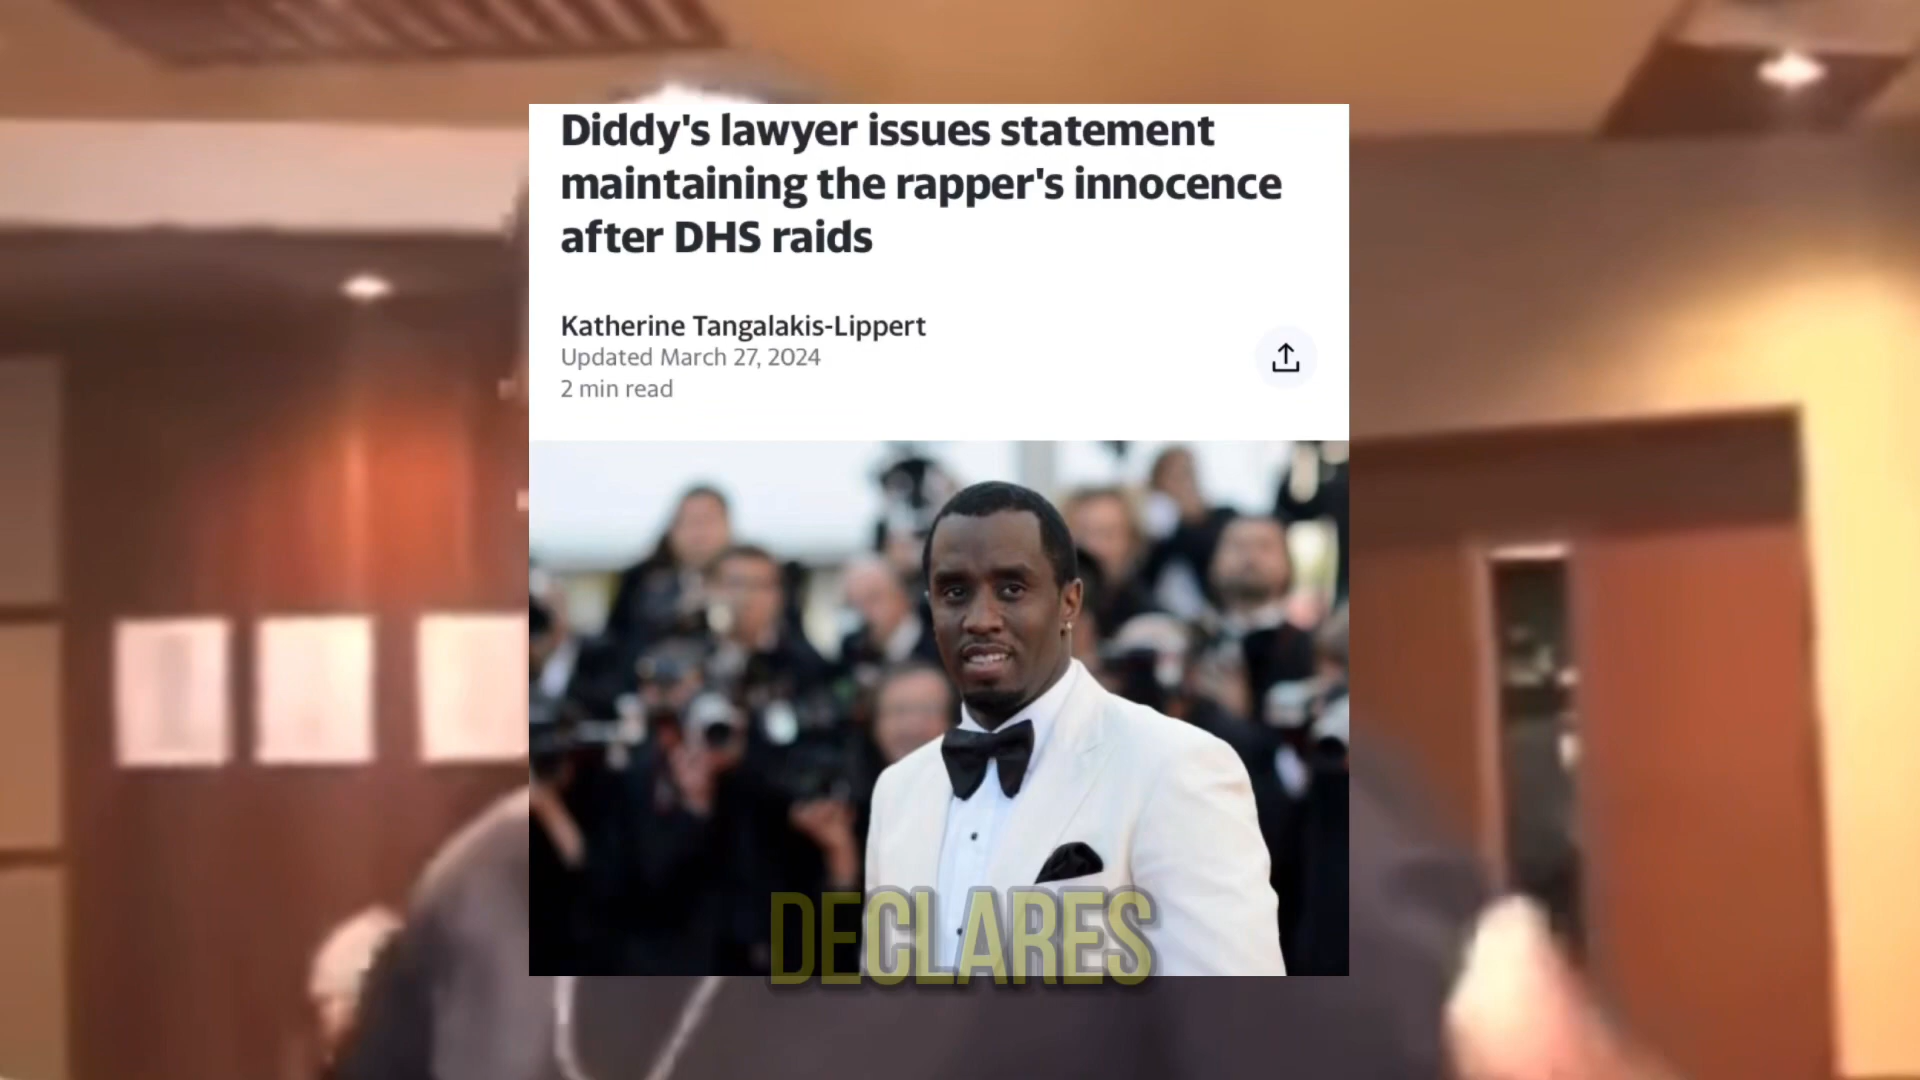 Diddy's lawyer issues statement
maintaining the rapper's innocence
after DHS raids
Katherine Tangalakis-Lippert
Updated March 27, 2024
2 min read
DECLARES